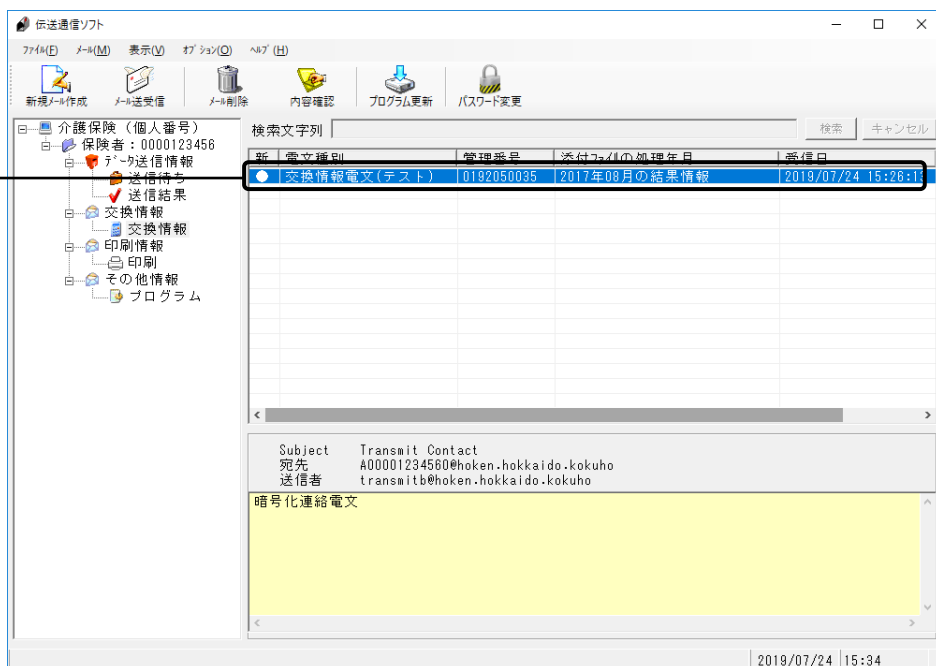 伝送通信ソフト
ファイル(F) メール(M) 表示(V) オプション(O) ヘルプ(H)
新規メール作成 メール送受信 メール削除 内容確認 プログラム更新 パスワード変更
介護保険（個人番号）
保険者：0000123456
データ送信情報
送信待ち
送信結果
交換情報
交換情報
印刷情報
印刷
その他情報
プログラム
検索文字列 検索 キャンセル
新 電文種別 管理番号 添付ファイルの処理年月 受信日
● 交換情報電文(テスト) 0192050035 2017年08月の結果情報 2019/07/24 15:26:13
Subject Transmit Contact
宛先 A00001234560@hoken.hokkaido.kokuho
送信者 transmitb@hoken.hokkaido.kokuho
暗号化連絡電文
2019/07/24 15:34